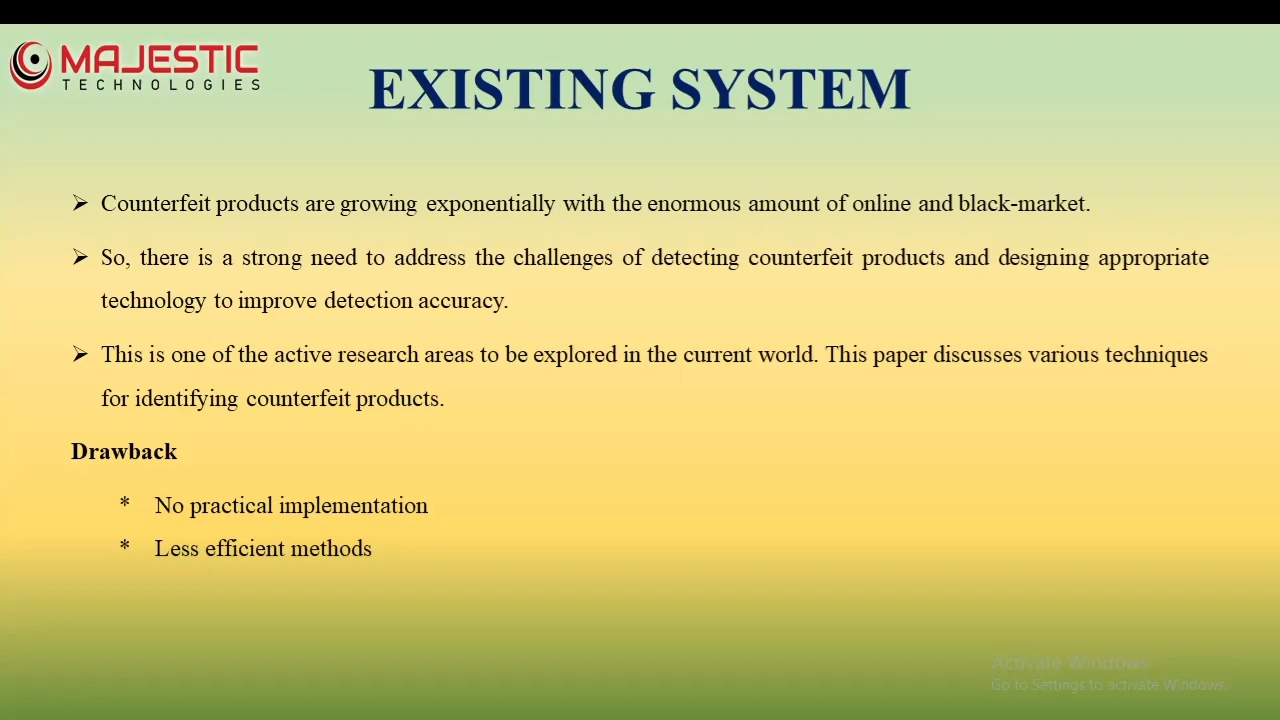 MAJESTIC
TECHNOLOGIES
EXISTING SYSTEM
➢ Counterfeit products are growing exponentially with the enormous amount of online and black-market.
➢ So, there is a strong need to address the challenges of detecting counterfeit products and designing appropriate
technology to improve detection accuracy.
➢ This is one of the active research areas to be explored in the current world. This paper discusses various techniques
for identifying counterfeit products.
Drawback
* No practical implementation
* Less efficient methods
Activate Windows
Go to Settings to activate Windows.